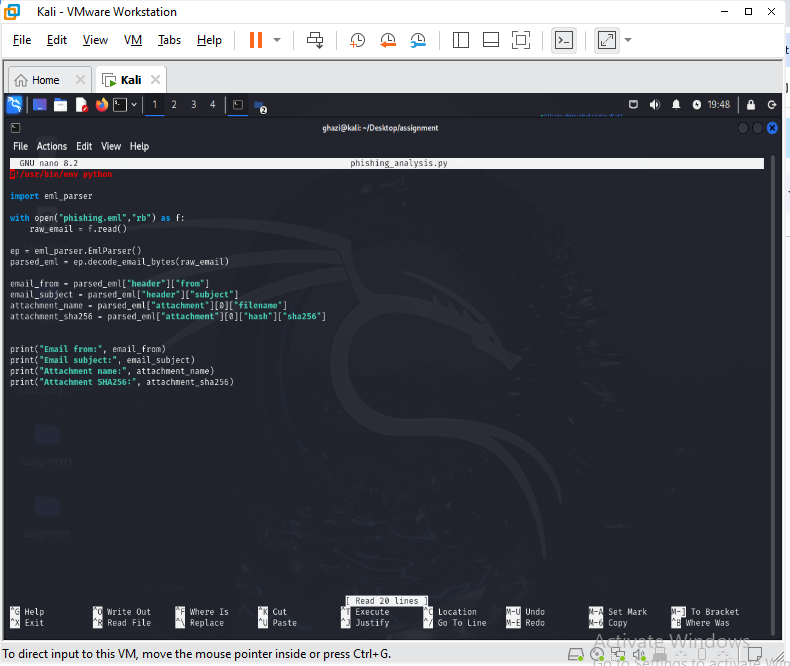 Kali - VMware Workstation
File Edit View VM Tabs Help
Home Kali
1 2 3 4 2 19:48
ghazi@kali: ~/Desktop/assignment
File Actions Edit View Help
GNU nano 8.2 phishing_analysis.py
#!/usr/bin/env python
import eml_parser
with open("phishing.eml","rb") as f:
raw_email = f.read()
ep = eml_parser.EmlParser()
parsed_eml = ep.decode_email_bytes(raw_email)
email_from = parsed_eml["header"]["from"]
email_subject = parsed_eml["header"]["subject"]
attachment_name = parsed_eml["attachment"][0]["filename"]
attachment_sha256 = parsed_eml["attachment"][0]["hash"]["sha256"]
print("Email from:", email_from)
print("Email subject:", email_subject)
print("Attachment name:", attachment_name)
print("Attachment SHA256:", attachment_sha256)
[ Read 20 lines ]
^G Help ^O Write Out ^F Where Is ^K Cut ^T Execute ^C Location M-U Undo M-A Set Mark M-] To Bracket
^X Exit ^R Read File ^\ Replace ^U Paste ^J Justify ^/ Go To Line M-E Redo M-6 Copy ^B Where Was
Activate Windows
To direct input to this VM, move the mouse pointer inside or press Ctrl+G.
Go to Settings to activate